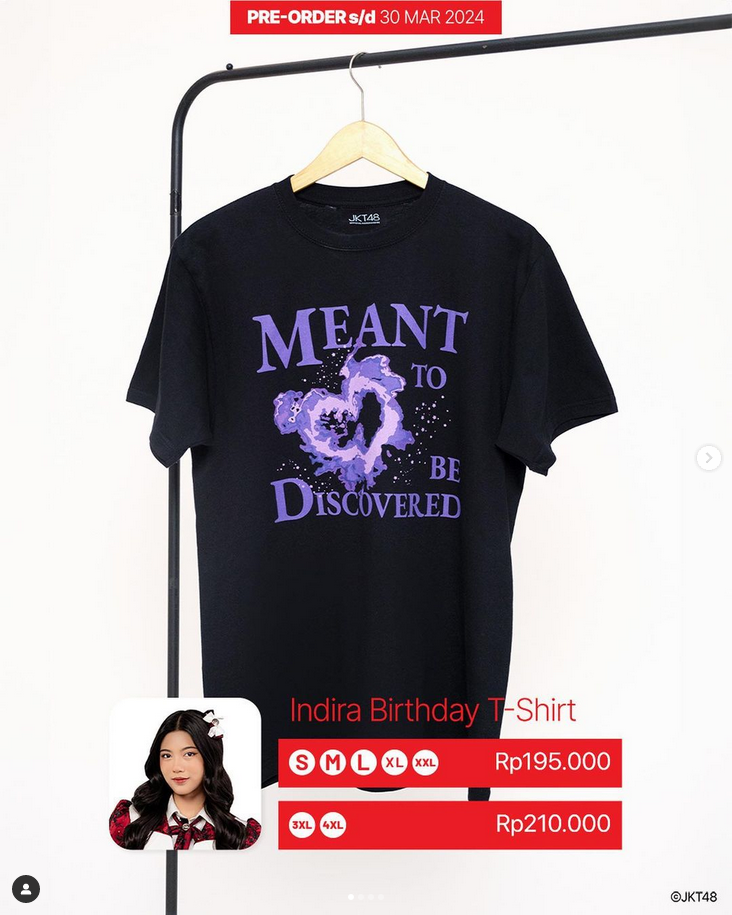 PRE-ORDER s/d 30 MAR 2024
JKT48
MEANT
TO
BE
DISCOVERED
Indira Birthday T-Shirt
S M L XL XXL Rp195.000
3XL 4XL Rp210.000
©JKT48